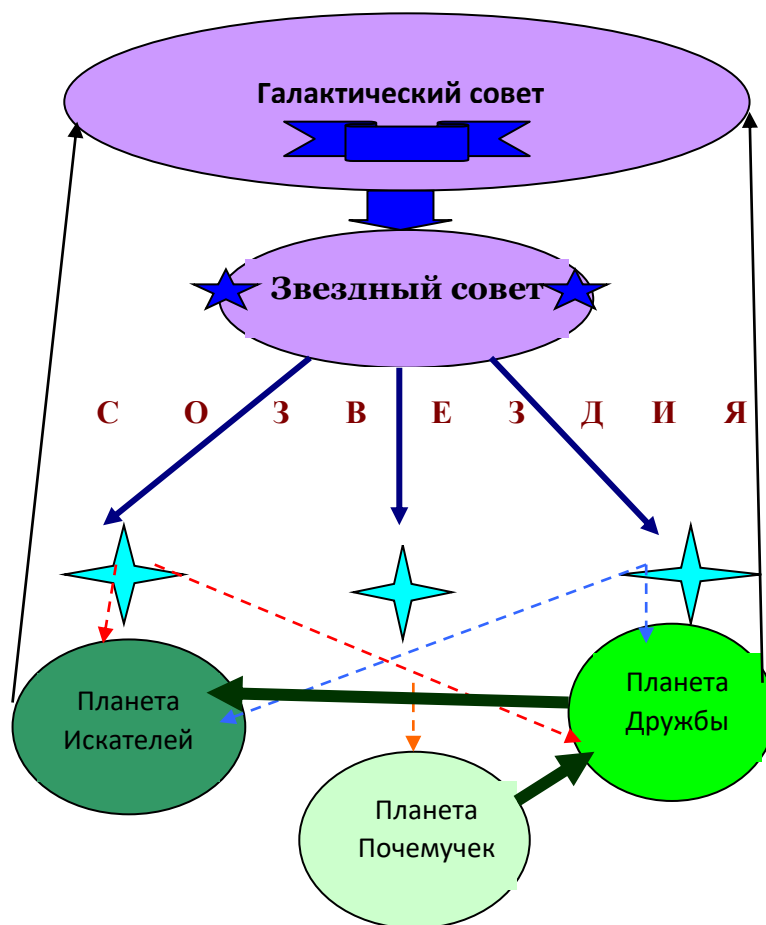 Галактический совет
Звездный совет
С О З В Е З Д И Я
Планета
Искателей
Планета
Дружбы
Планета
Почемучек